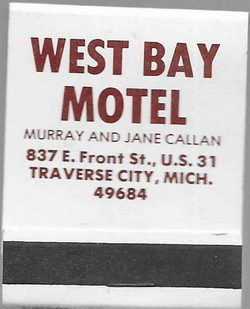 WEST BAY
MOTEL
MURRAY AND JANE CALLAN
837 E. Front St., U.S. 31
TRAVERSE CITY, MICH.
49684